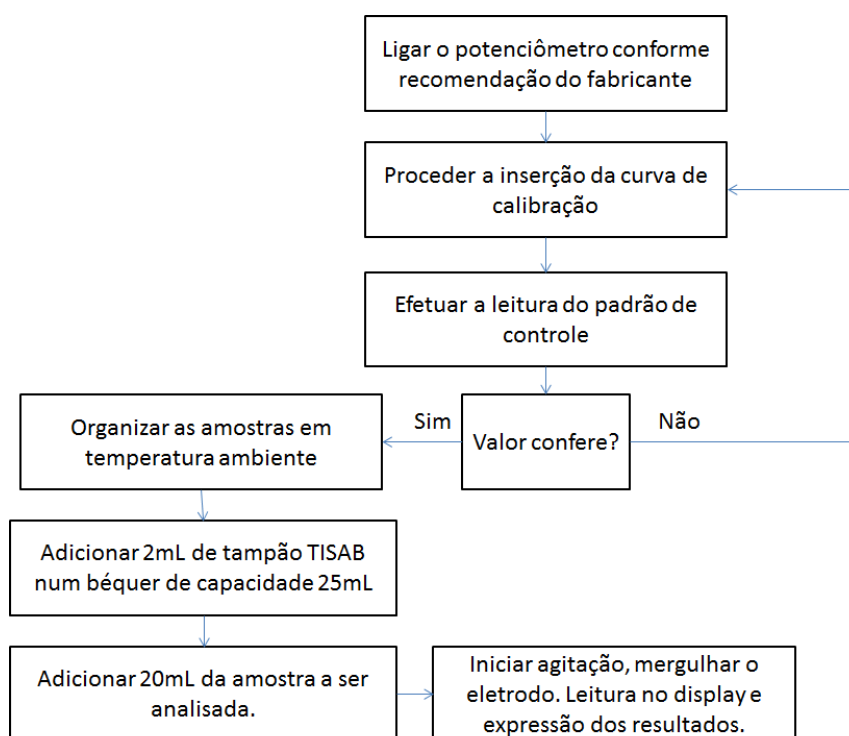 Ligar o potenciômetro conforme
recomendação do fabricante
Proceder a inserção da curva de
calibração
Efetuar a leitura do padrão de
controle
Organizar as amostras em
temperatura ambiente
Sim
Valor confere?
Não
Adicionar 2mL de tampão TISAB
num béquer de capacidade 25mL
Adicionar 20mL da amostra a ser
analisada.
Iniciar agitação, mergulhar o
eletrodo. Leitura no display e
expressão dos resultados.